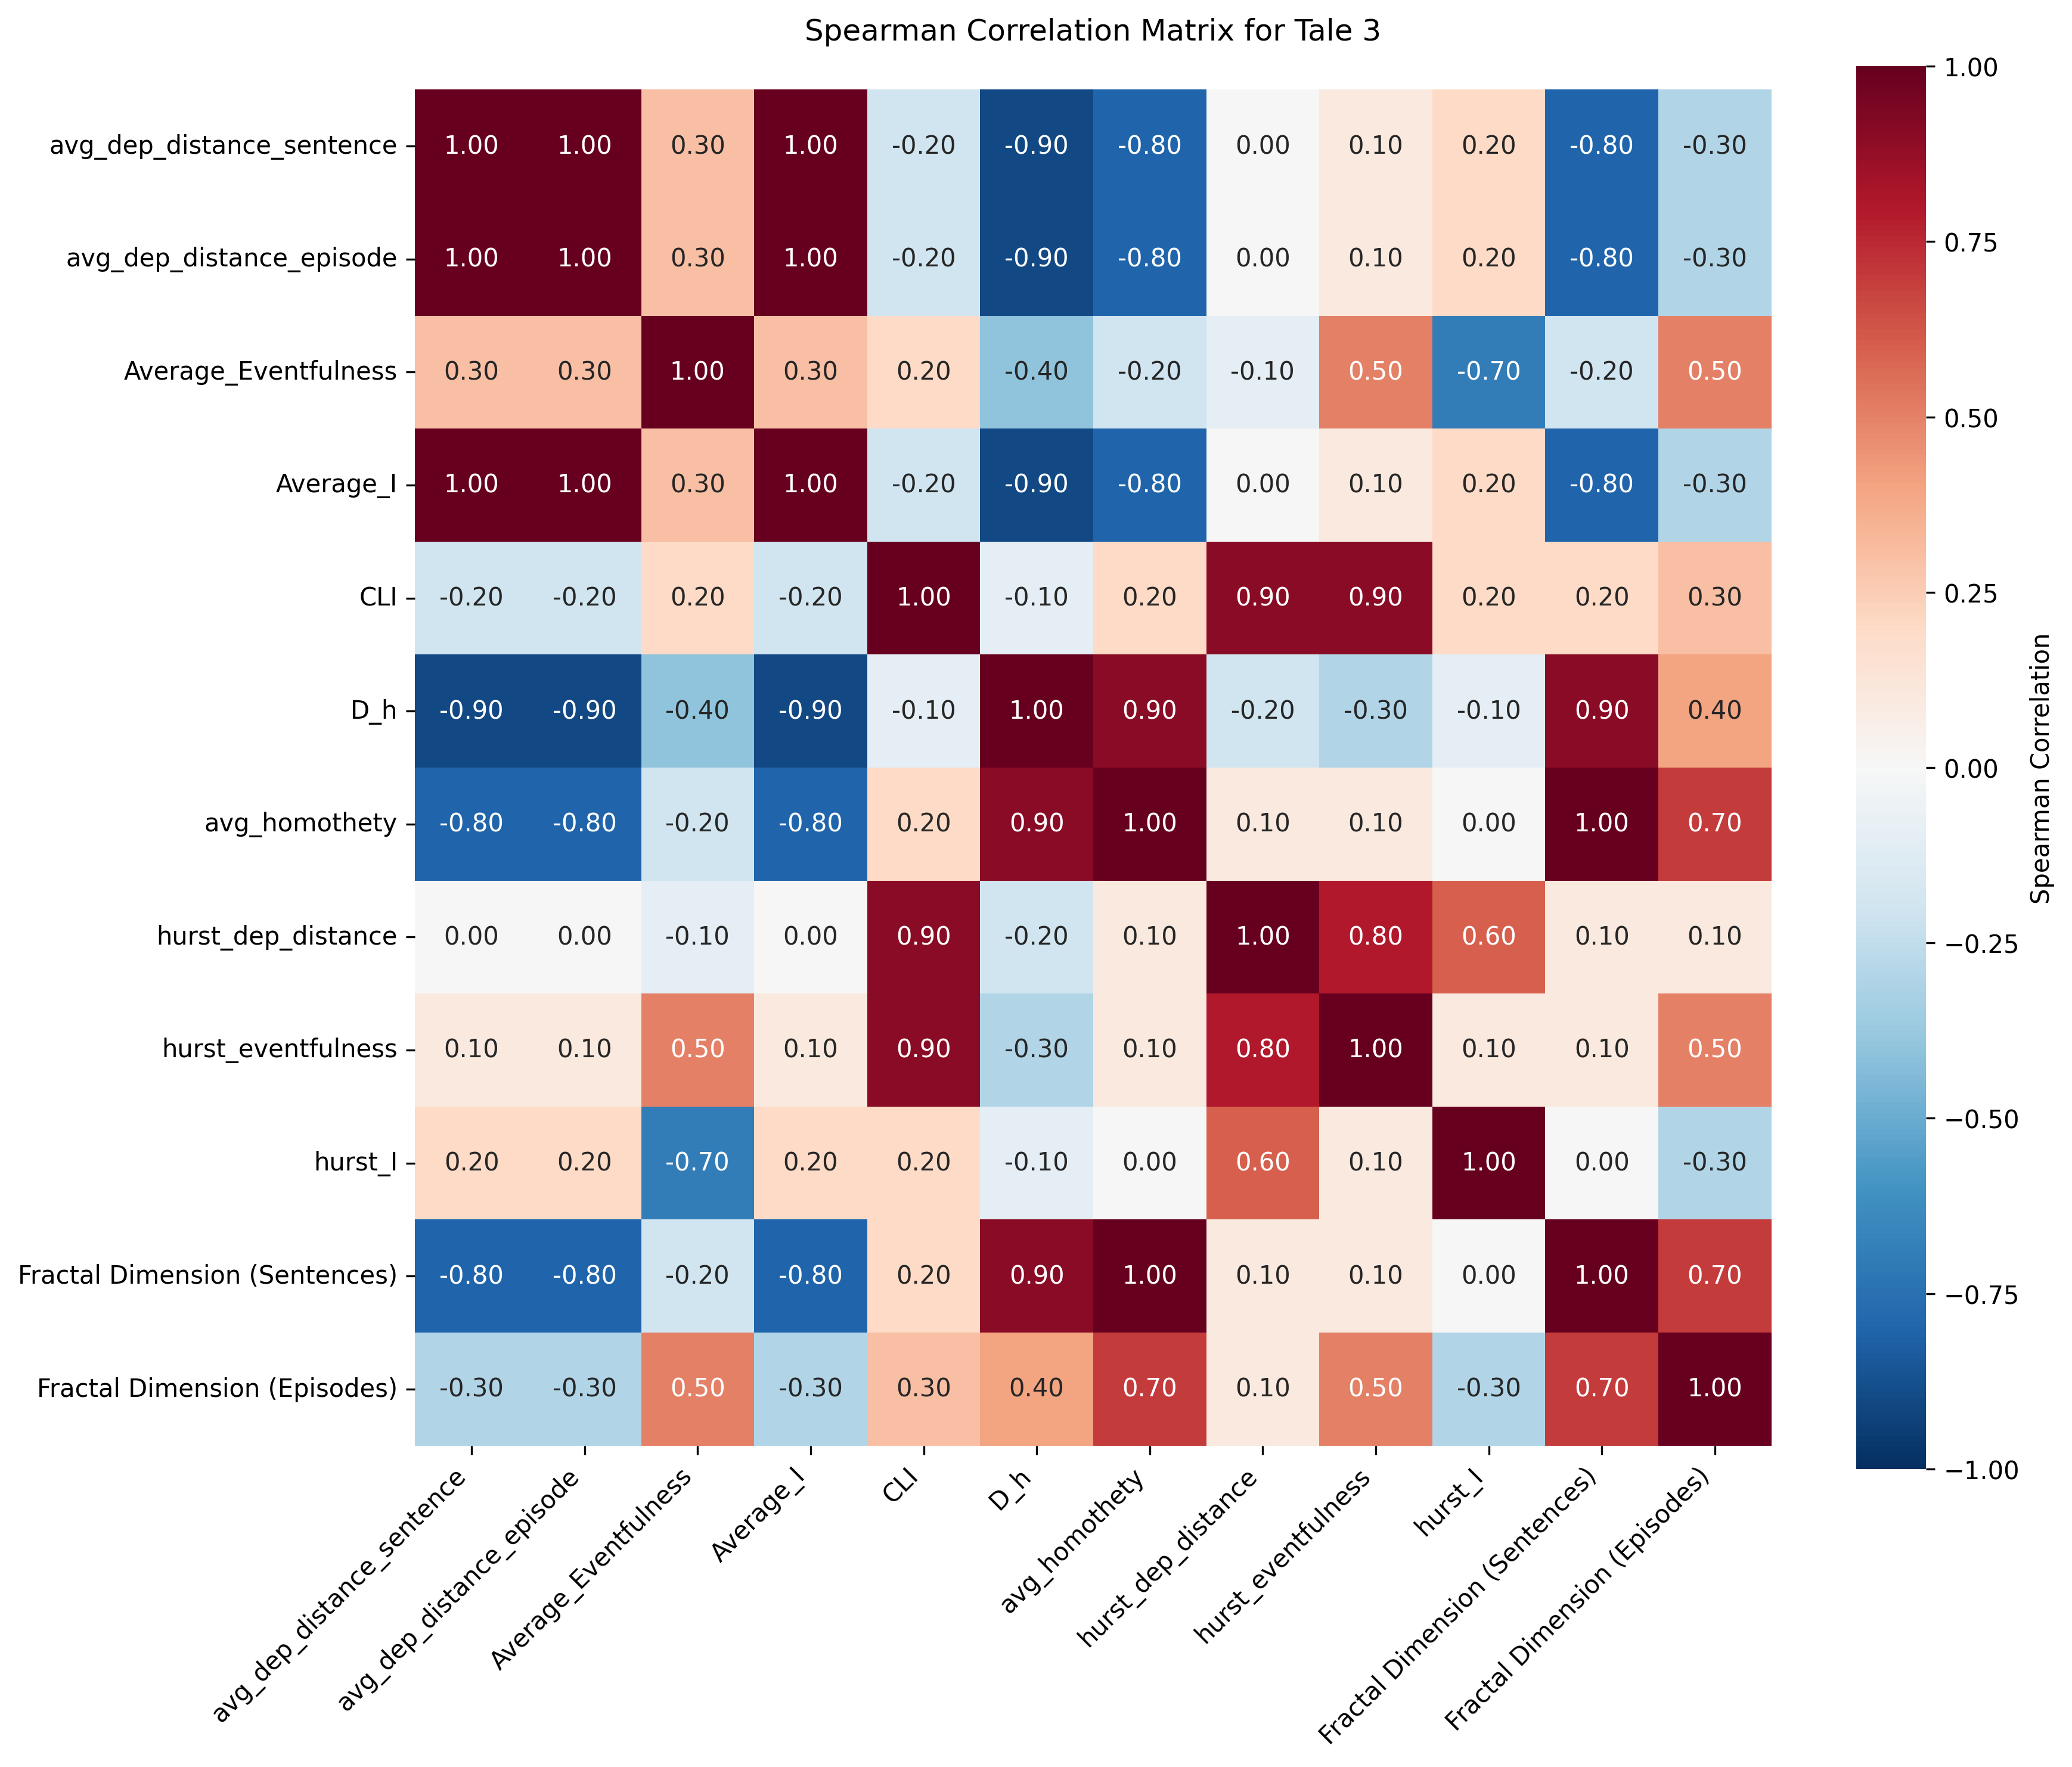 Spearman Correlation Matrix for Tale 3
avg_dep_distance_sentence 1.00 1.00 0.30 1.00 -0.20 -0.90 -0.80 0.00 0.10 0.20 -0.80 -0.30
avg_dep_distance_episode 1.00 1.00 0.30 1.00 -0.20 -0.90 -0.80 0.00 0.10 0.20 -0.80 -0.30
Average_Eventfulness 0.30 0.30 1.00 0.30 0.20 -0.40 -0.20 -0.10 0.50 -0.70 -0.20 0.50
Average_I 1.00 1.00 0.30 1.00 -0.20 -0.90 -0.80 0.00 0.10 0.20 -0.80 -0.30
CLI -0.20 -0.20 0.20 -0.20 1.00 -0.10 0.20 0.90 0.90 0.20 0.20 0.30
D_h -0.90 -0.90 -0.40 -0.90 -0.10 1.00 0.90 -0.20 -0.30 -0.10 0.90 0.40
avg_homothety -0.80 -0.80 -0.20 -0.80 0.20 0.90 1.00 0.10 0.10 0.00 1.00 0.70
hurst_dep_distance 0.00 0.00 -0.10 0.00 0.90 -0.20 0.10 1.00 0.80 0.60 0.10 0.10
hurst_eventfulness 0.10 0.10 0.50 0.10 0.90 -0.30 0.10 0.80 1.00 0.10 0.10 0.50
hurst_I 0.20 0.20 -0.70 0.20 0.20 -0.10 0.00 0.60 0.10 1.00 0.00 -0.30
Fractal Dimension (Sentences) -0.80 -0.80 -0.20 -0.80 0.20 0.90 1.00 0.10 0.10 0.00 1.00 0.70
Fractal Dimension (Episodes) -0.30 -0.30 0.50 -0.30 0.30 0.40 0.70 0.10 0.50 -0.30 0.70 1.00
avg_dep_distance_sentence
avg_dep_distance_episode
Average_Eventfulness
Average_I
CLI
D_h
avg_homothety
hurst_dep_distance
hurst_eventfulness
hurst_I
Fractal Dimension (Sentences)
Fractal Dimension (Episodes)
1.00
0.75
0.50
0.25
0.00
−0.25
−0.50
−0.75
−1.00
Spearman Correlation